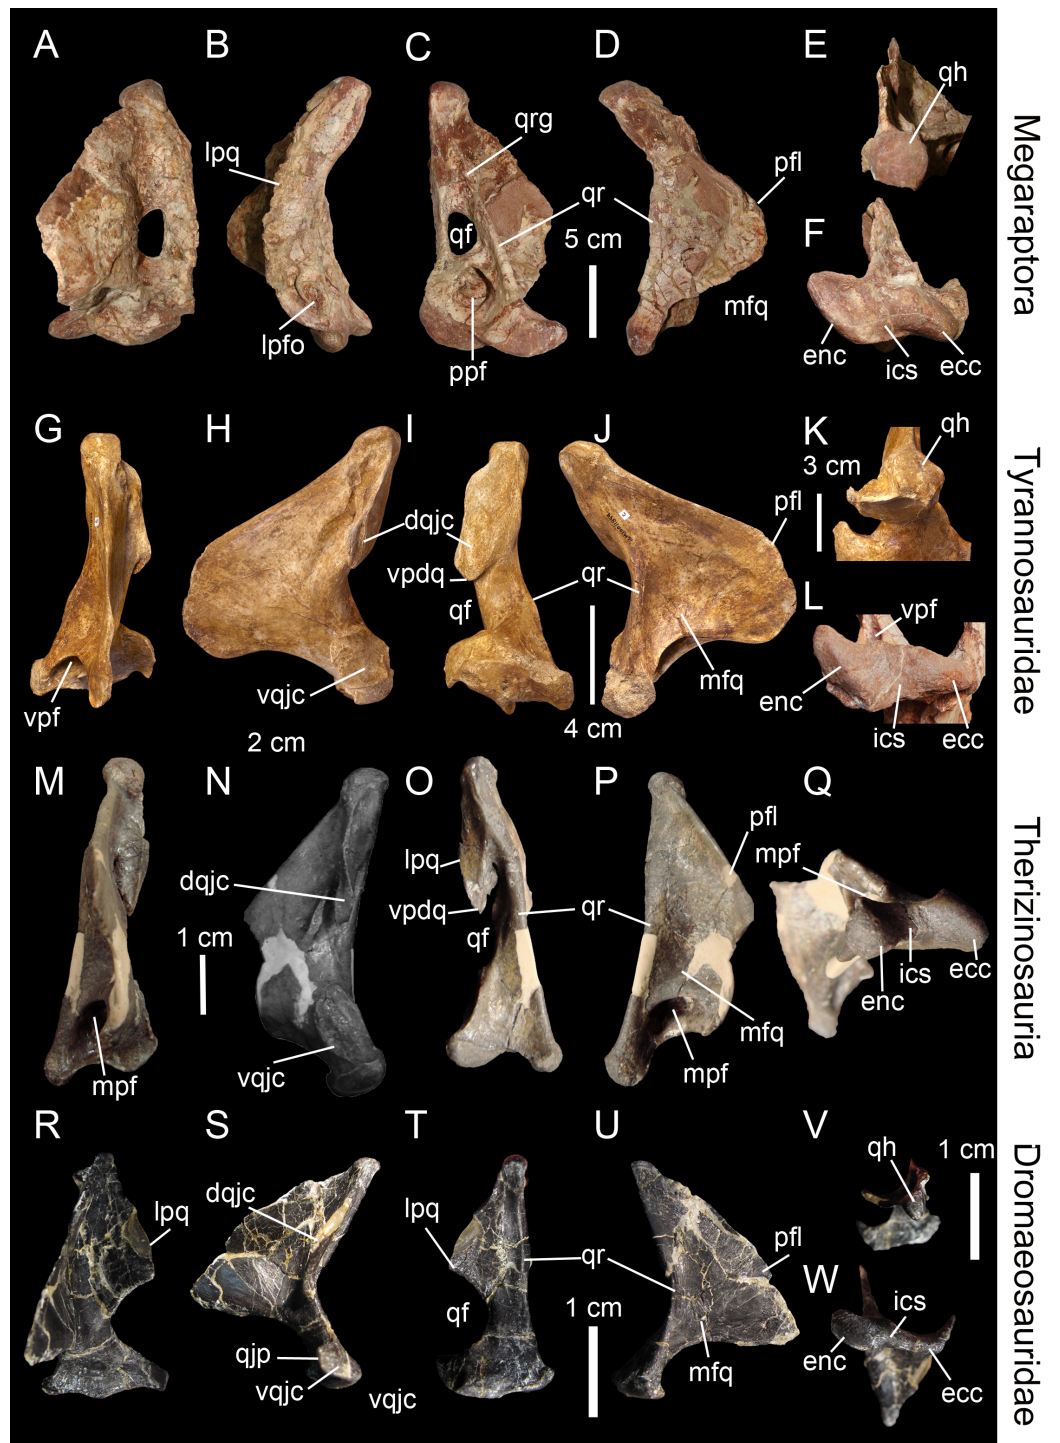 A
B
C
D
E
qh
qrg
lpq
pfl
qr
qf
5 cm
F
mfq
lpfo
ppf
enc
ics
ecc
Megaraptora
G
H
I
J
K
qh
3 cm
pfl
dqjc
vpdq
qr
qf
L
vpf
mfq
enc
vqjc
vpf
ics
ecc
4 cm
2 cm
Tyrannosauridae
M
N
O
P
Q
pfl
mpf
lpq
dqjc
vpdq
qr
qf
1 cm
ics
ecc
enc
mfq
mpf
vqjc
mpf
Therizinosauria
R
S
T
U
V
qh
1 cm
dqjc
lpq
lpq
pfl
qr
W
ics
qf
1 cm
enc
qjp
mfq
ecc
vqjc
vqjc
Dromaeosauridae